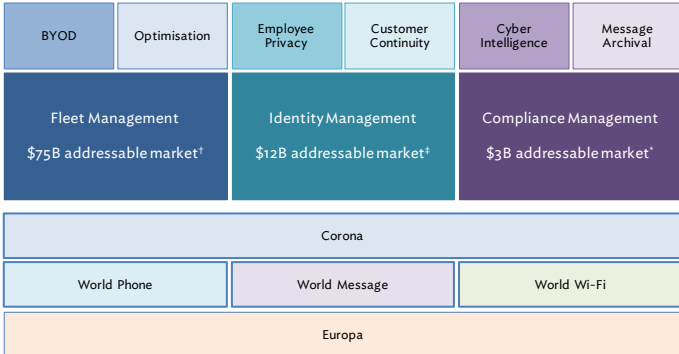 BYOD
Optimisation
Employee
Privacy
Customer
Continuity
Cyber
Intelligence
Message
Archival
Fleet Management
$75B addressable market†
Identity Management
$12B addressable market‡
Compliance Management
$3B addressable market*
Corona
World Phone
World Message
World Wi-Fi
Europa